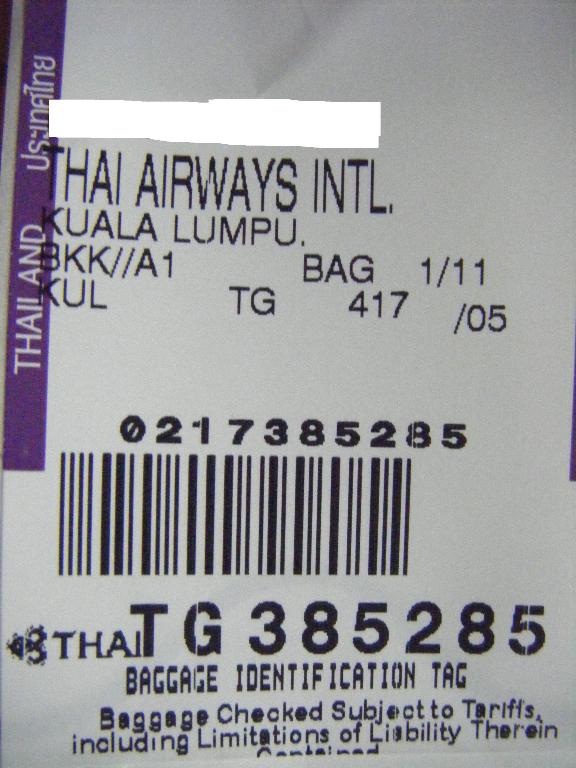 THAILAND ประเทศไทย
THAI AIRWAYS INTL.
KUALA LUMPU.
BKK//A1 BAG 1/11
KUL TG 417 /05
0217385285
THAI TG 385285
BAGGAGE IDENTIFICATION TAG
Baggage Checked Subject to Tariffs,
including Limitations of Liability Therein
Contained